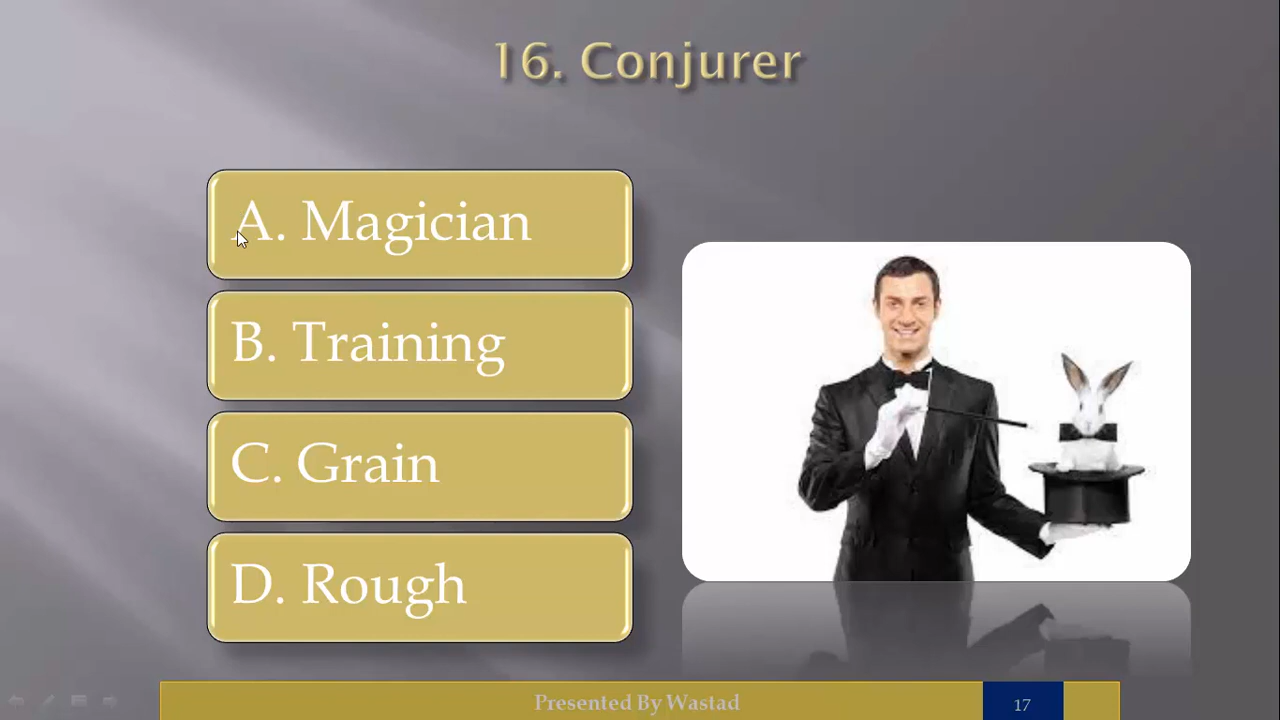 16. Conjurer
A. Magician
B. Training
C. Grain
D. Rough
Presented By Wastad
17